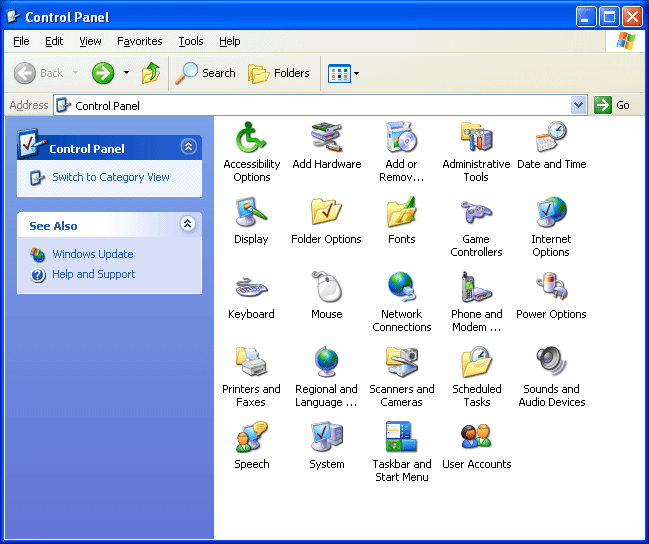 Control Panel
File Edit View Favorites Tools Help
Back Search Folders
Address Control Panel Go
Control Panel
Switch to Category View
See Also
Windows Update
Help and Support
Accessibility Options
Add Hardware
Add or Remov...
Administrative Tools
Date and Time
Display
Folder Options
Fonts
Game Controllers
Internet Options
Keyboard
Mouse
Network Connections
Phone and Modem ...
Power Options
Printers and Faxes
Regional and Language ...
Scanners and Cameras
Scheduled Tasks
Sounds and Audio Devices
Speech
System
Taskbar and Start Menu
User Accounts